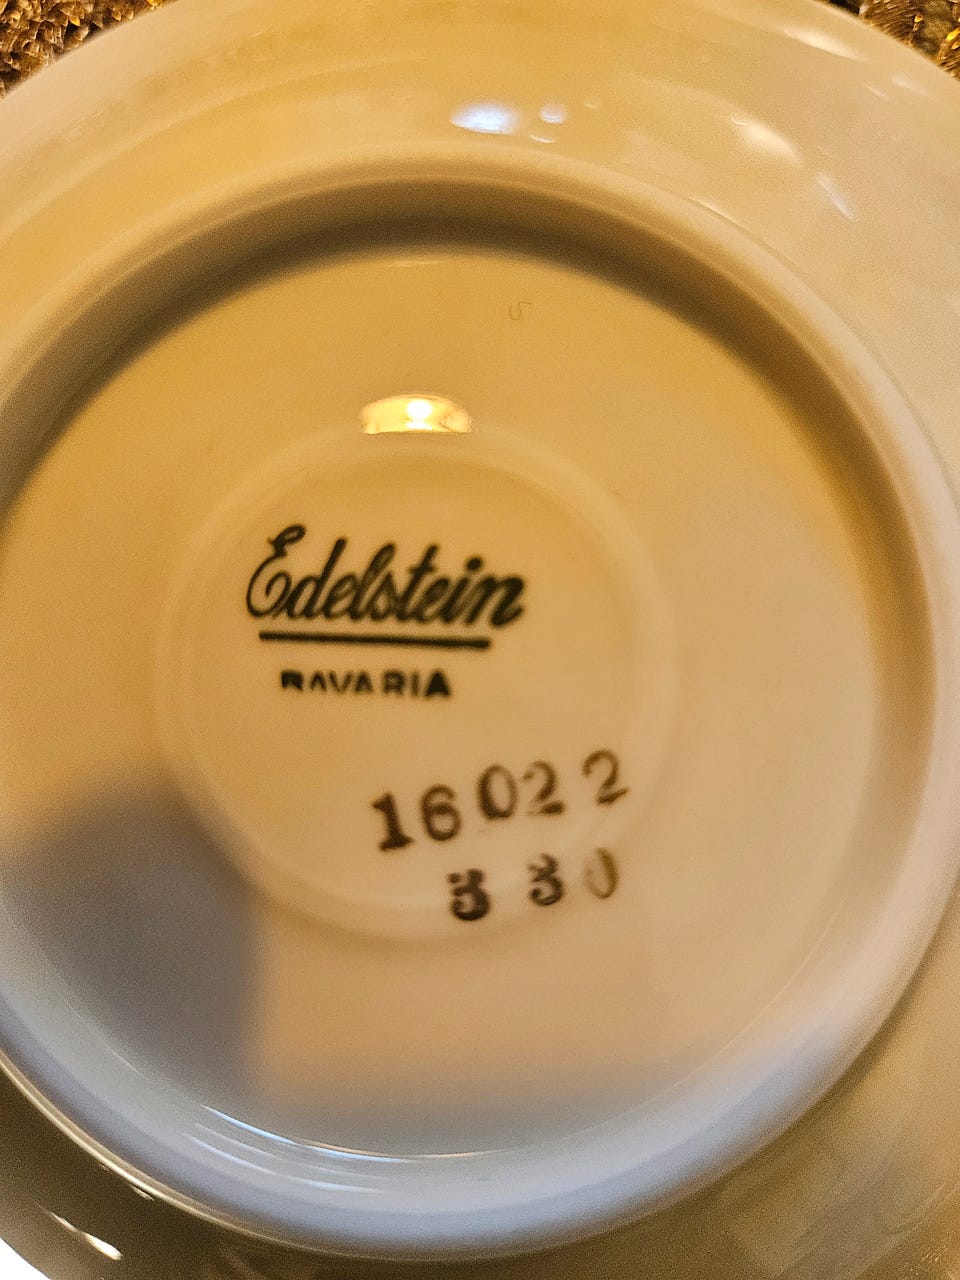 Edelstein
BAVARIA
16022
330